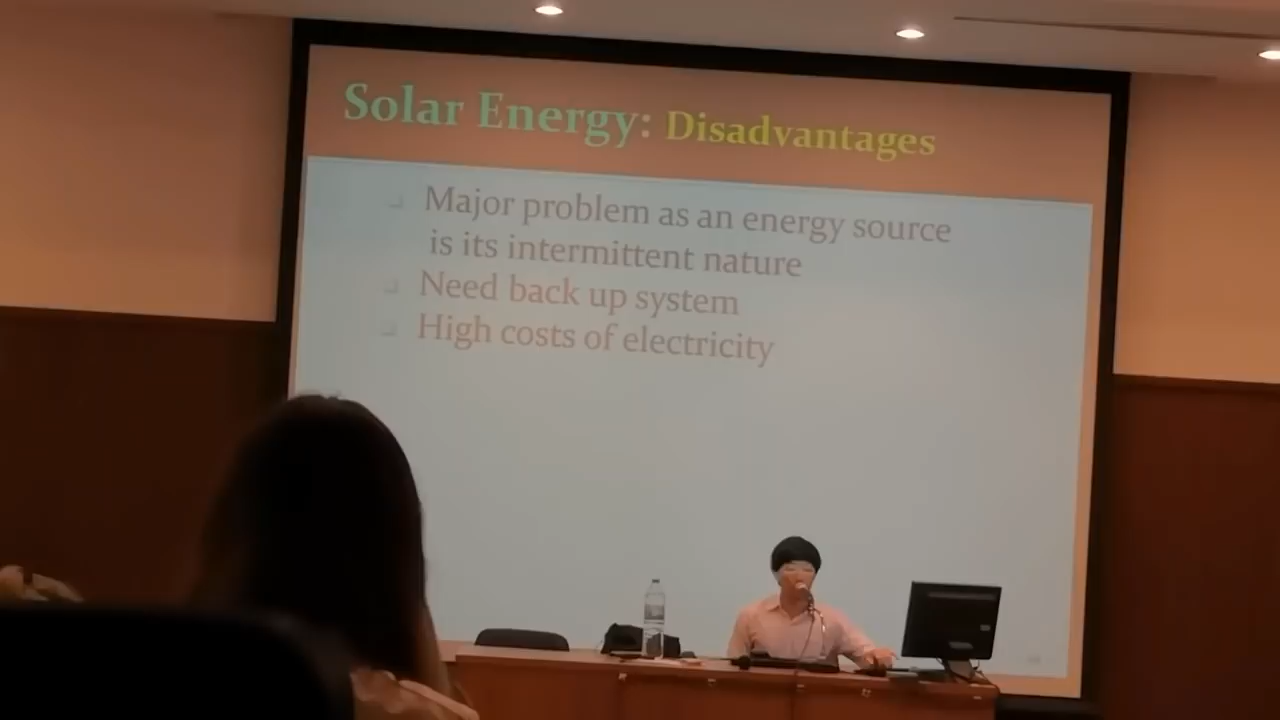 Solar Energy: Disadvantages
Major problem as an energy source
is its intermittent nature
Need back up system
High costs of electricity